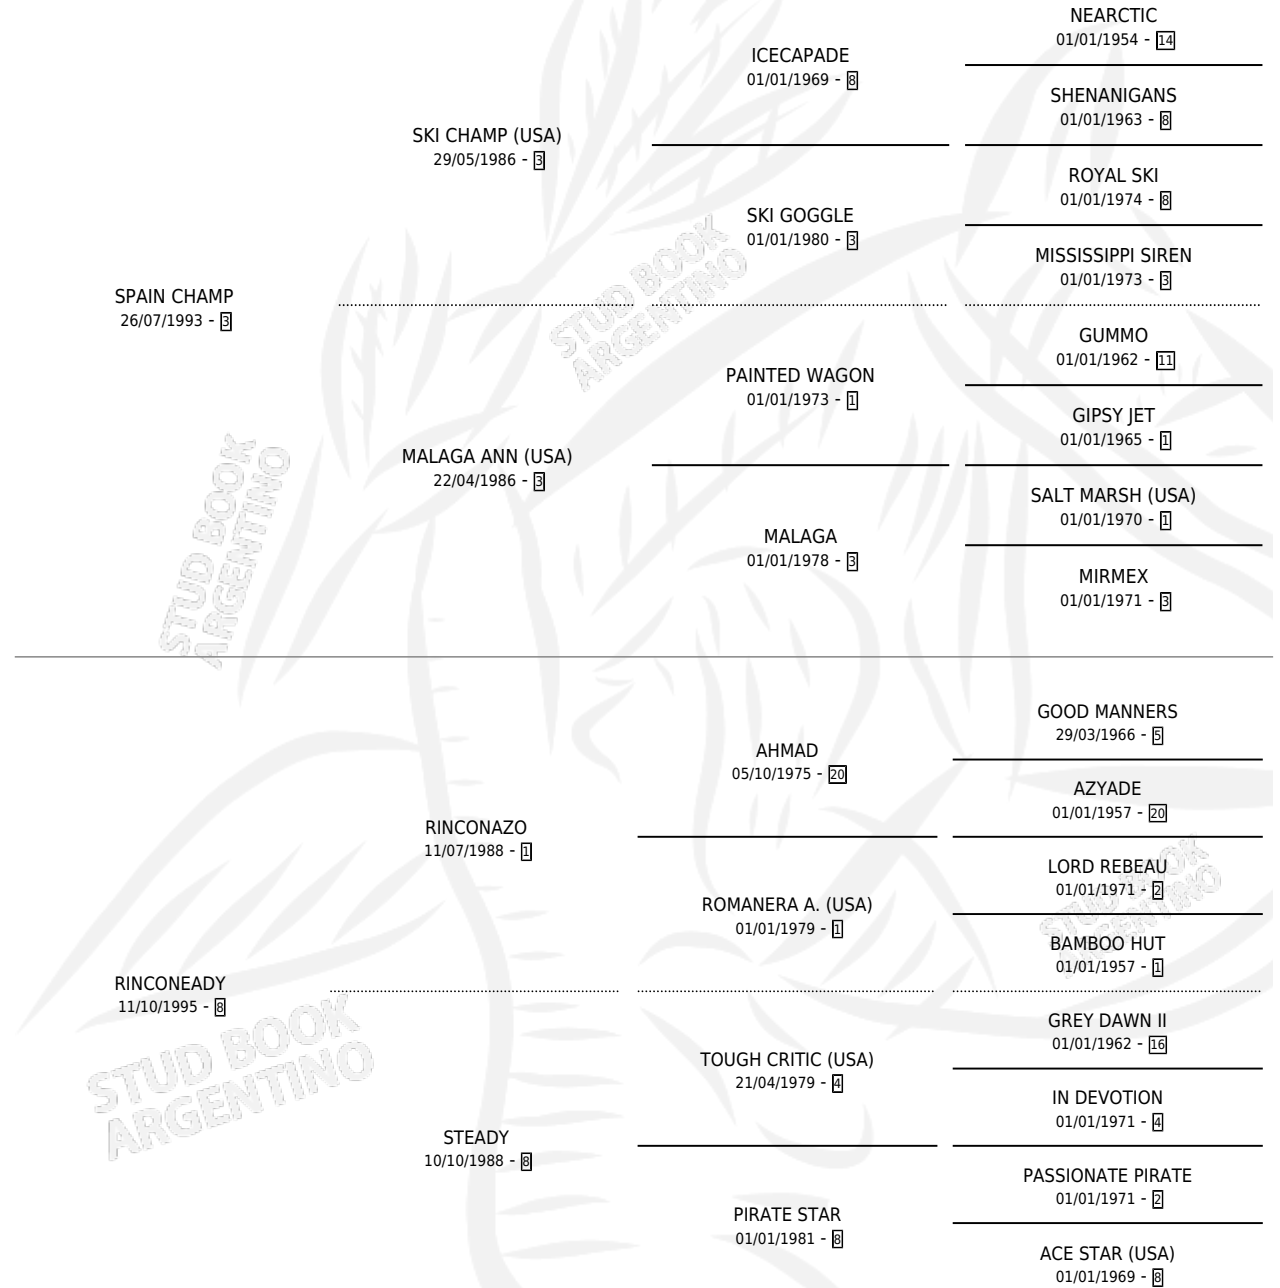 NEARCTIC
01/01/1954 - 14
ICECAPADE
01/01/1969 - 8
SHENANIGANS
01/01/1963 - 8
SKI CHAMP (USA)
29/05/1986 - 3
ROYAL SKI
01/01/1974 - 8
SKI GOGGLE
01/01/1980 - 3
MISSISSIPPI SIREN
01/01/1973 - 3
SPAIN CHAMP
26/07/1993 - 3
GUMMO
01/01/1962 - 11
PAINTED WAGON
01/01/1973 - 1
GIPSY JET
01/01/1965 - 1
MALAGA ANN (USA)
22/04/1986 - 3
SALT MARSH (USA)
01/01/1970 - 1
MALAGA
01/01/1978 - 3
MIRMEX
01/01/1971 - 3
STUD BOOK
ARGENTINO
STUD BOOK
ARGENTINO
GOOD MANNERS
29/03/1966 - 5
AHMAD
05/10/1975 - 20
AZYADE
01/01/1957 - 20
RINCONAZO
11/07/1988 - 1
LORD REBEAU
01/01/1971 - 2
ROMANERA A. (USA)
01/01/1979 - 1
BAMBOO HUT
01/01/1957 - 1
RINCONEADY
11/10/1995 - 8
GREY DAWN II
01/01/1962 - 16
TOUGH CRITIC (USA)
21/04/1979 - 4
IN DEVOTION
01/01/1971 - 4
STEADY
10/10/1988 - 8
PASSIONATE PIRATE
01/01/1971 - 2
PIRATE STAR
01/01/1981 - 8
ACE STAR (USA)
01/01/1969 - 8
STUD BOOK
ARGENTINO
STUD BOOK
ARGENTINO